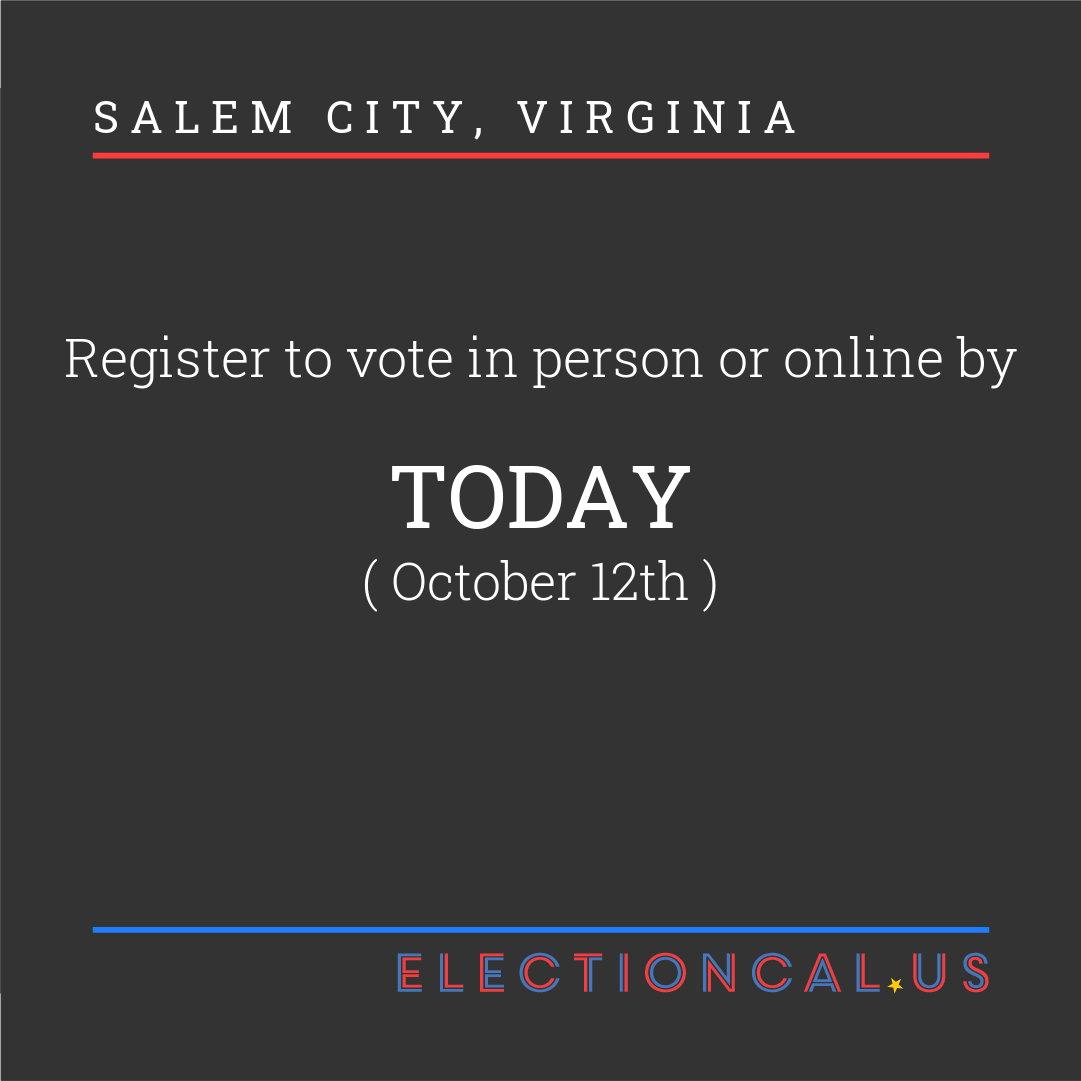 SALEM CITY, VIRGINIA
Register to vote in person or online by
TODAY
( October 12th )
ELECTIONCAL.US